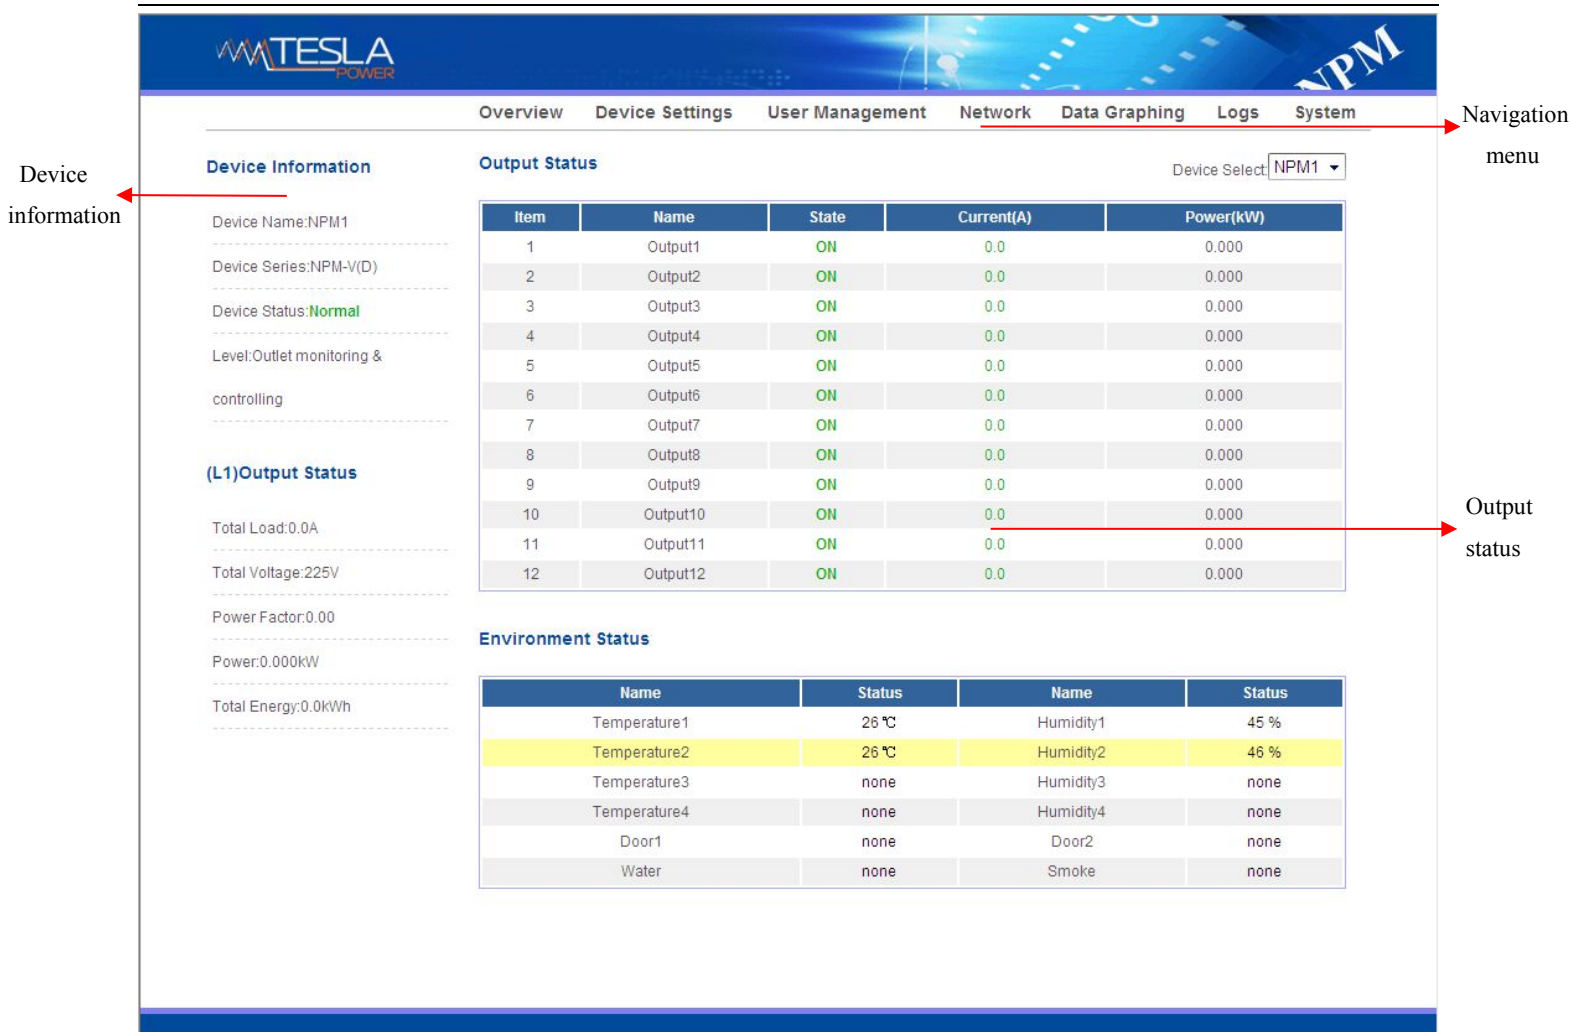 TESLA
POWER
NPM
Overview Device Settings User Management Network Data Graphing Logs System
Navigation
menu
Device
information
Device Information
Device Name:NPM1
Device Series:NPM-V(D)
Device Status:Normal
Level:Outlet monitoring &
controlling
(L1)Output Status
Total Load:0.0A
Total Voltage:225V
Power Factor:0.00
Power:0.000kW
Total Energy:0.0kWh
Output Status
Device Select: NPM1
Item Name State Current(A) Power(kW)
1 Output1 ON 0.0 0.000
2 Output2 ON 0.0 0.000
3 Output3 ON 0.0 0.000
4 Output4 ON 0.0 0.000
5 Output5 ON 0.0 0.000
6 Output6 ON 0.0 0.000
7 Output7 ON 0.0 0.000
8 Output8 ON 0.0 0.000
9 Output9 ON 0.0 0.000
10 Output10 ON 0.0 0.000
11 Output11 ON 0.0 0.000
12 Output12 ON 0.0 0.000
Output
status
Environment Status
Name Status Name Status
Temperature1 26 ℃ Humidity1 45 %
Temperature2 26 ℃ Humidity2 46 %
Temperature3 none Humidity3 none
Temperature4 none Humidity4 none
Door1 none Door2 none
Water none Smoke none